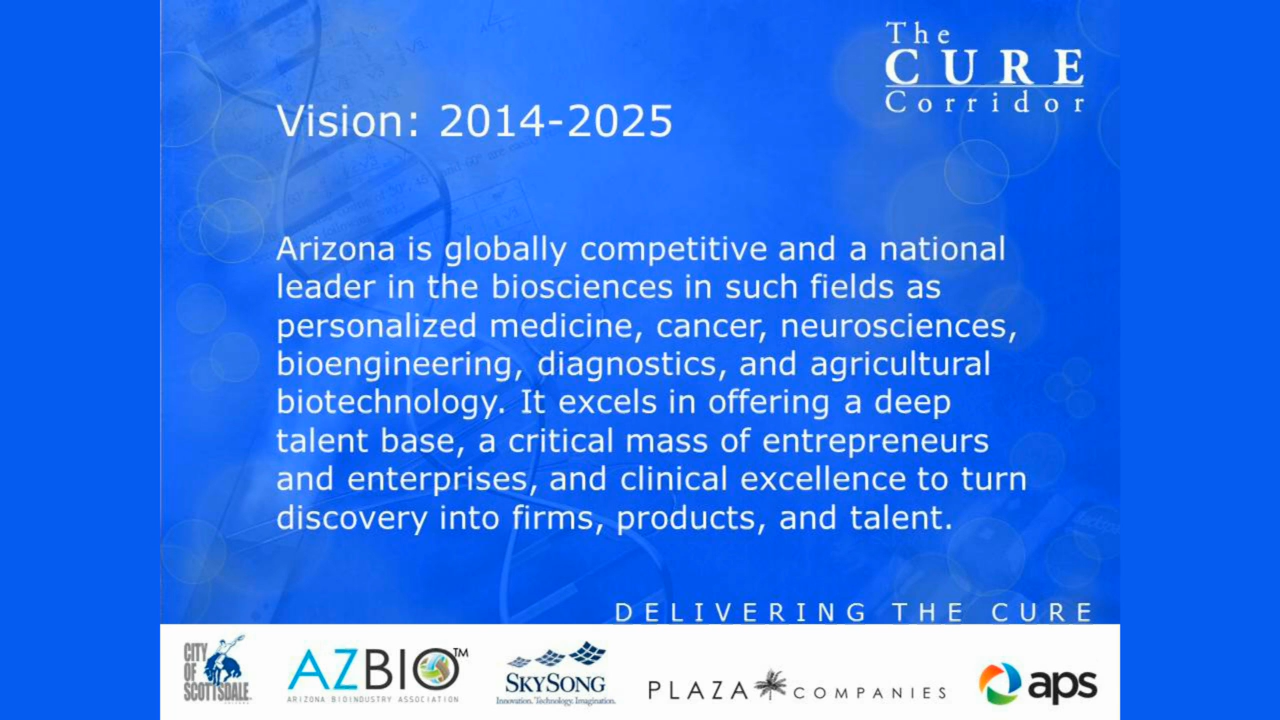 The
CURE
Corridor
Vision: 2014-2025
Arizona is globally competitive and a national
leader in the biosciences in such fields as
personalized medicine, cancer, neurosciences,
bioengineering, diagnostics, and agricultural
biotechnology. It excels in offering a deep
talent base, a critical mass of entrepreneurs
and enterprises, and clinical excellence to turn
discovery into firms, products, and talent.
DELIVERING THE CURE
CITY
OF
SCOTTSDALE
AZBIO™
ARIZONA BIOINDUSTRY ASSOCIATION
SKYSONG
Innovation. Technology. Imagination.
PLAZA COMPANIES
aps